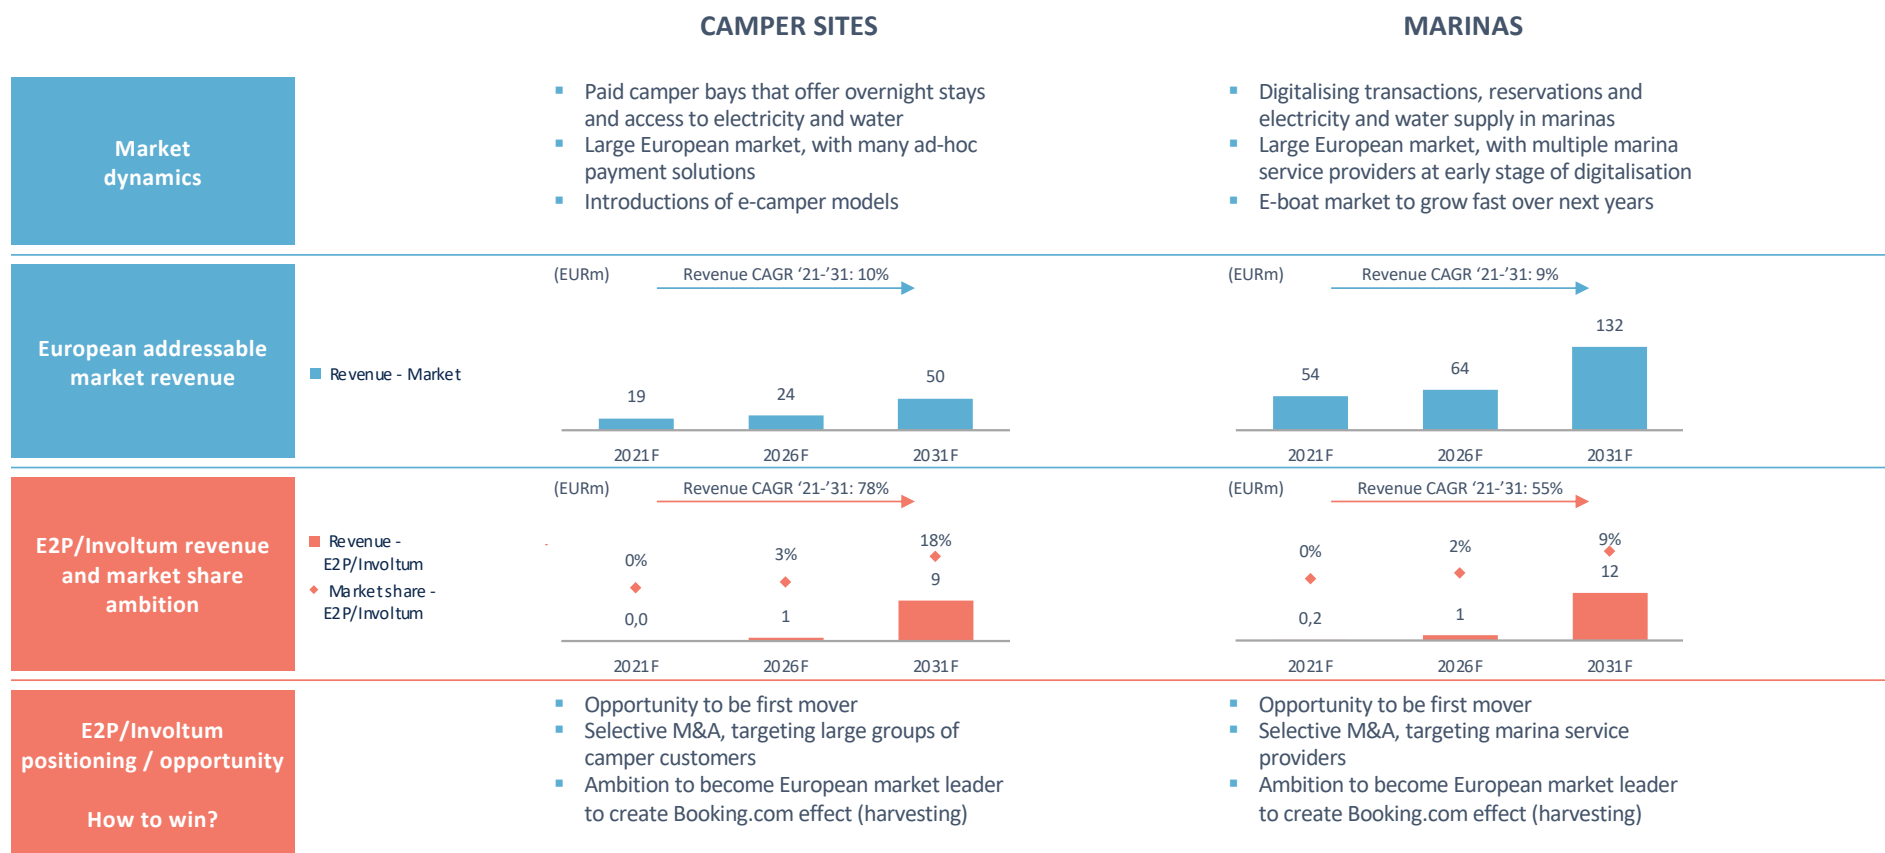 CAMPER SITES
MARINAS
Market
dynamics
▪ Paid camper bays that offer overnight stays
and access to electricity and water
▪ Large European market, with many ad-hoc
payment solutions
▪ Introductions of e-camper models
▪ Digitalising transactions, reservations and
electricity and water supply in marinas
▪ Large European market, with multiple marina
service providers at early stage of digitalisation
▪ E-boat market to grow fast over next years
European addressable
market revenue
Revenue - Market
(EURm)
Revenue CAGR ‘21-’31: 10%
19
24
50
2021F
2026F
2031F
(EURm)
Revenue CAGR ‘21-’31: 9%
54
64
132
2021F
2026F
2031F
E2P/Involtum revenue
and market share
ambition
Revenue -
E2P/Involtum
Market share -
E2P/Involtum
(EURm)
Revenue CAGR ‘21-’31: 78%
0%
3%
18%
0,0
1
9
2021F
2026F
2031F
(EURm)
Revenue CAGR ‘21-’31: 55%
0%
2%
9%
0,2
1
12
2021F
2026F
2031F
E2P/Involtum
positioning / opportunity
How to win?
▪ Opportunity to be first mover
▪ Selective M&A, targeting large groups of
camper customers
▪ Ambition to become European market leader
to create Booking.com effect (harvesting)
▪ Opportunity to be first mover
▪ Selective M&A, targeting marina service
providers
▪ Ambition to become European market leader
to create Booking.com effect (harvesting)